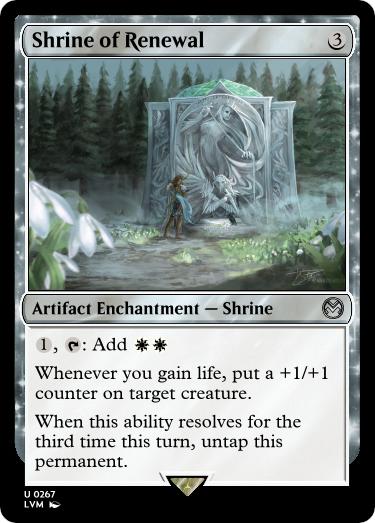 Shrine of Renewal 3
Artifact Enchantment — Shrine
1, : Add
Whenever you gain life, put a +1/+1
counter on target creature.
When this ability resolves for the
third time this turn, untap this
permanent.
U 0267
LVM